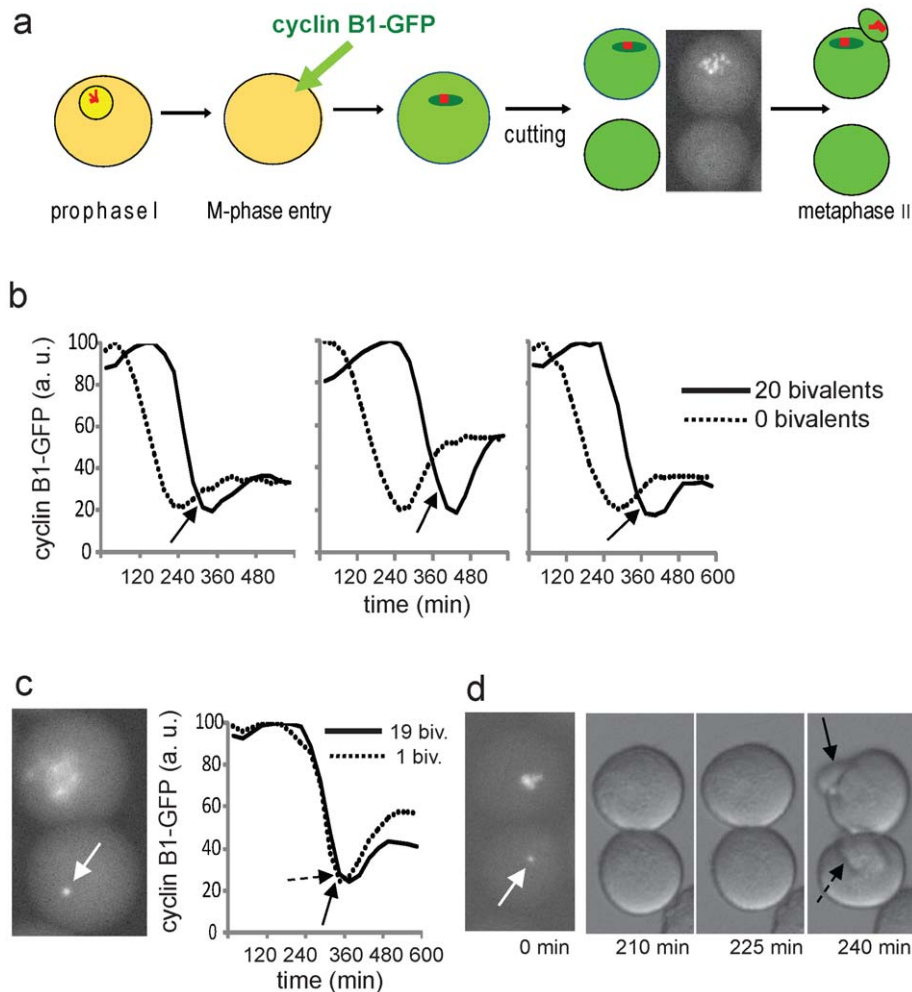 a
cyclin B1-GFP
cutting
prophase I
M-phase entry
metaphase II
b
cyclin B1-GFP (a. u.)
100
80
60
40
20
0
120 240 360 480
120 240 360 480
120 240 360 480 600
time (min)
20 bivalents
0 bivalents
c
cyclin B1-GFP (a. u.)
100
80
60
40
20
0
19 biv.
1 biv.
120 240 360 480 600
time (min)
d
0 min
210 min
225 min
240 min